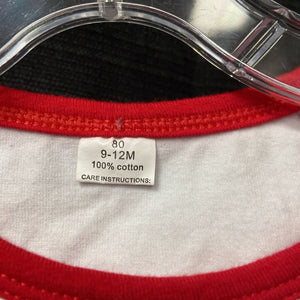 80
9-12M
100% cotton
CARE INSTRUCTIONS: